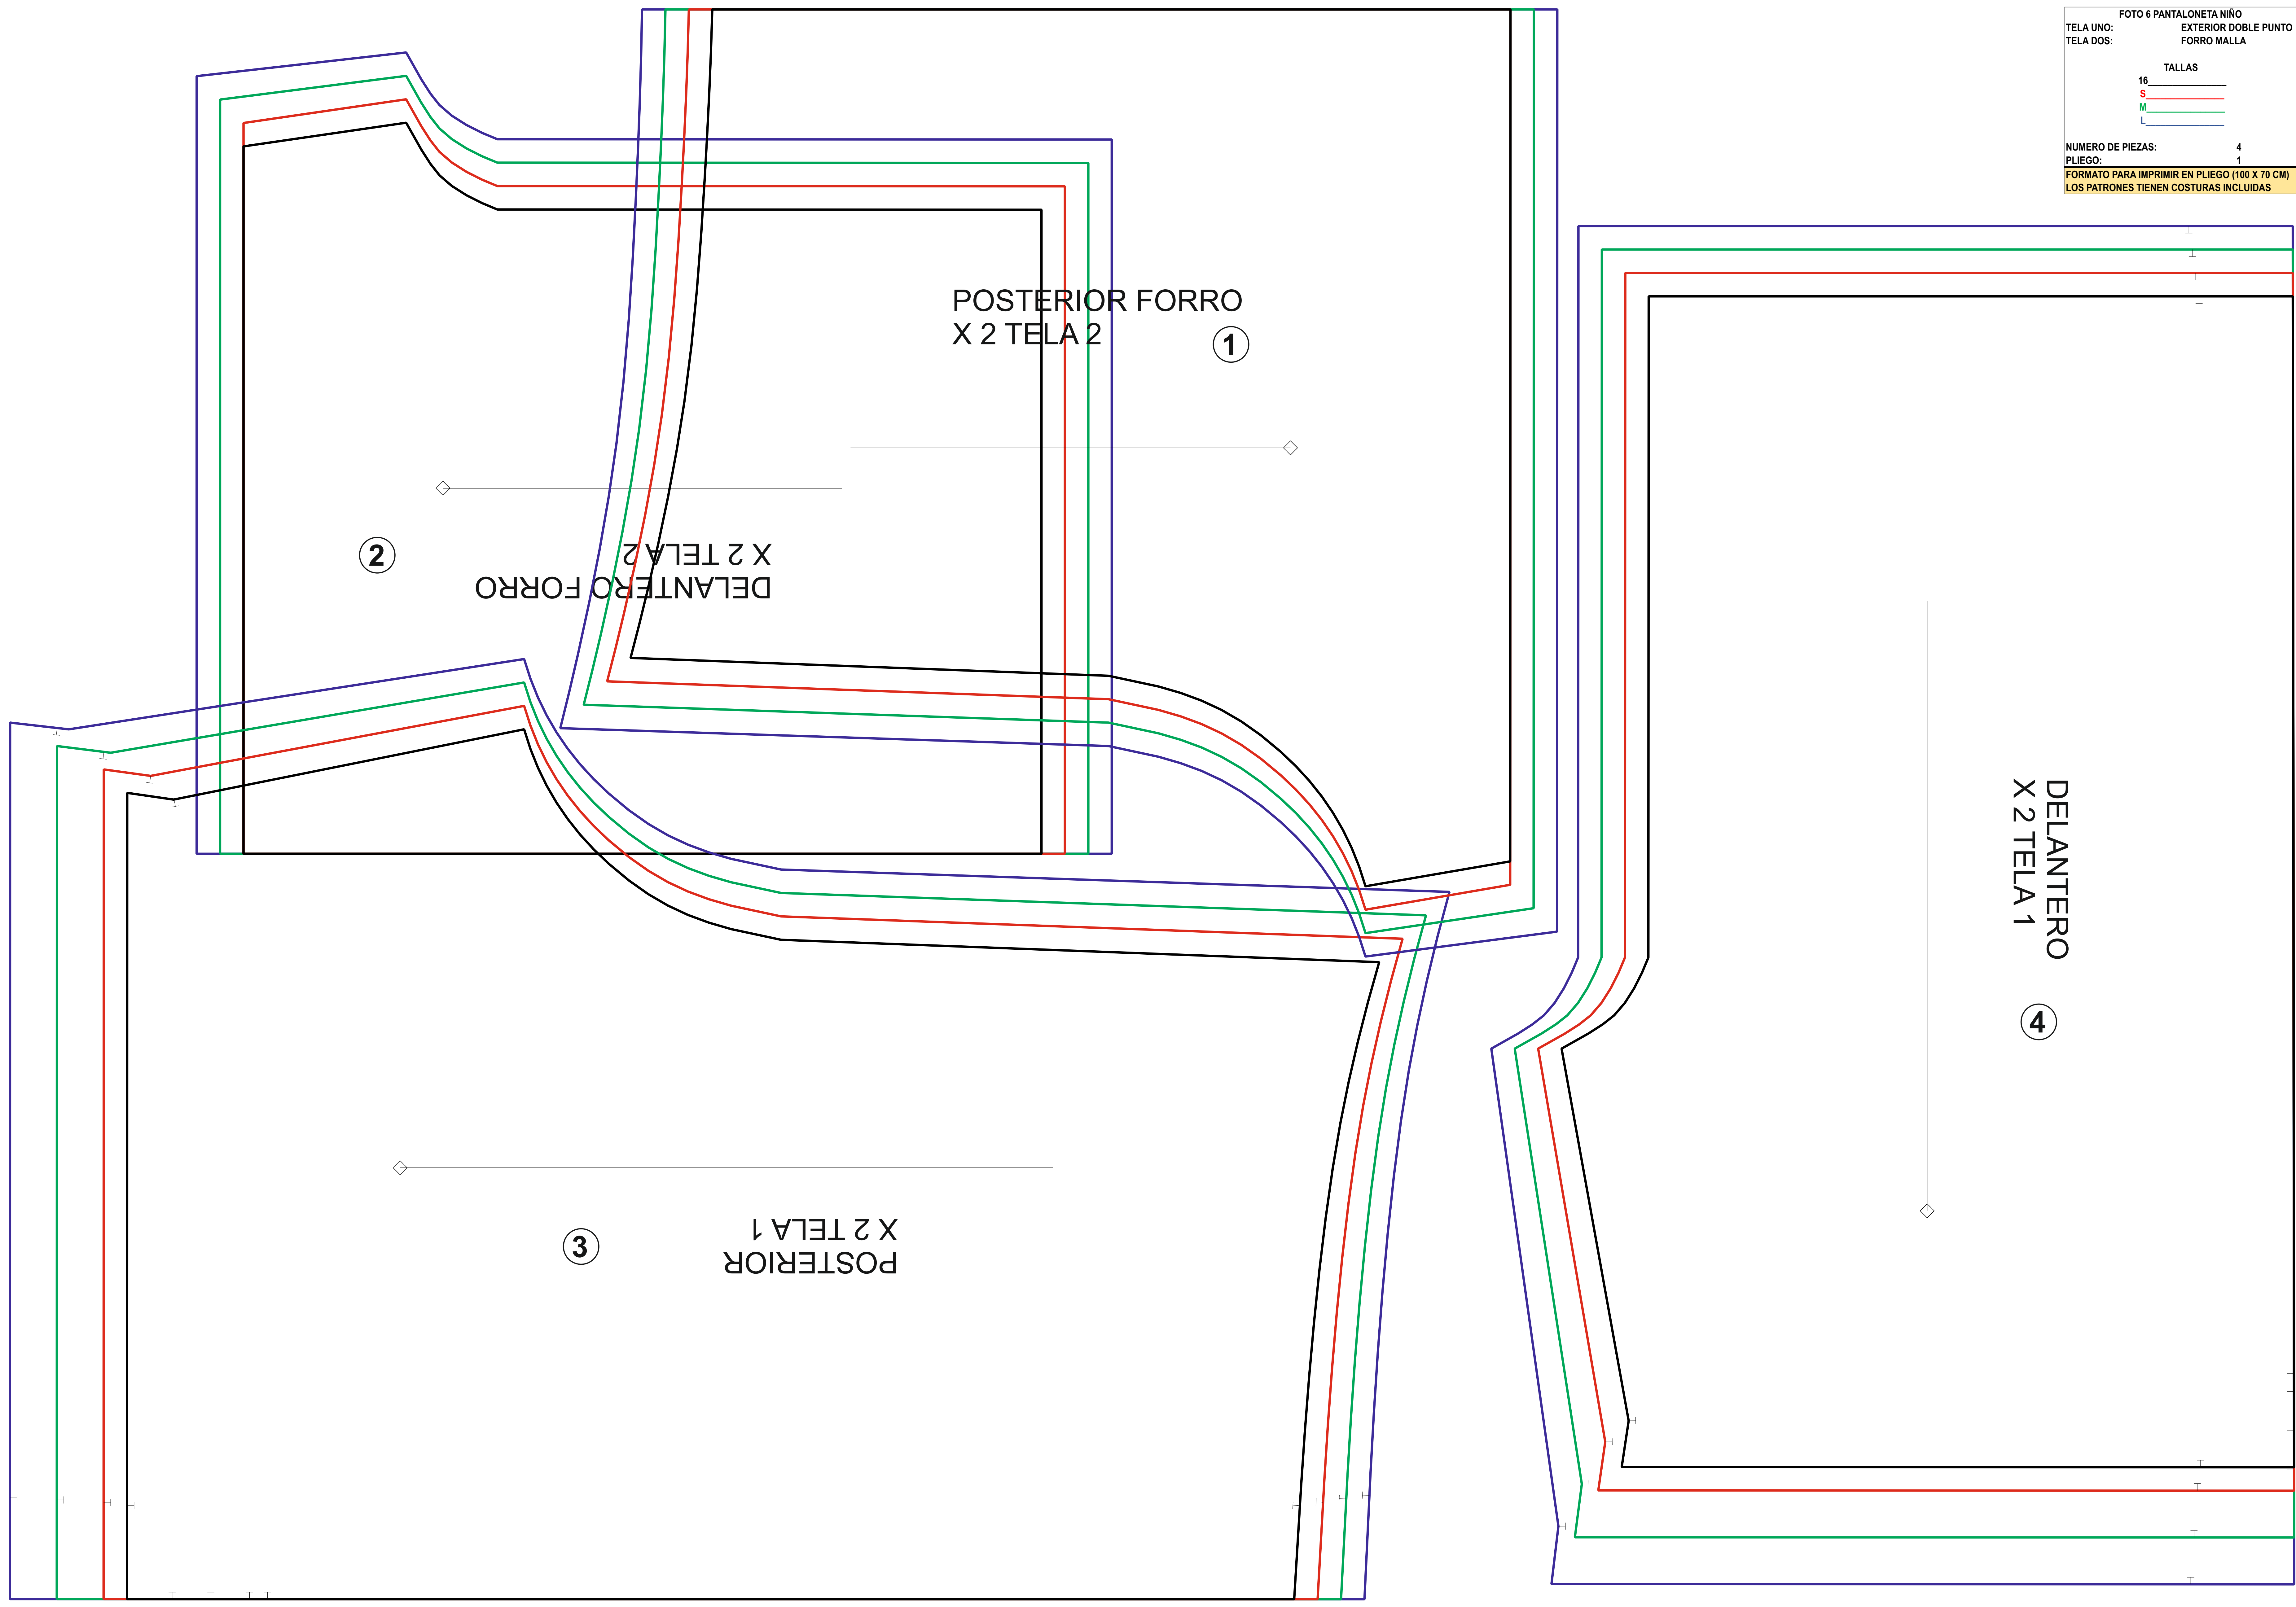 FOTO 6 PANTALONETA NIÑO
TELA UNO: EXTERIOR DOBLE PUNTO
TELA DOS: FORRO MALLA
TALLAS
16
S
M
L
NUMERO DE PIEZAS: 4
PLIEGO: 1
FORMATO PARA IMPRIMIR EN PLIEGO (100 X 70 CM)
LOS PATRONES TIENEN COSTURAS INCLUIDAS
POSTERIOR FORRO
X 2 TELA 2
1
DELANTERO FORRO
X 2 TELA 2
2
POSTERIOR
X 2 TELA 1
3
DELANTERO
X 2 TELA 1
4